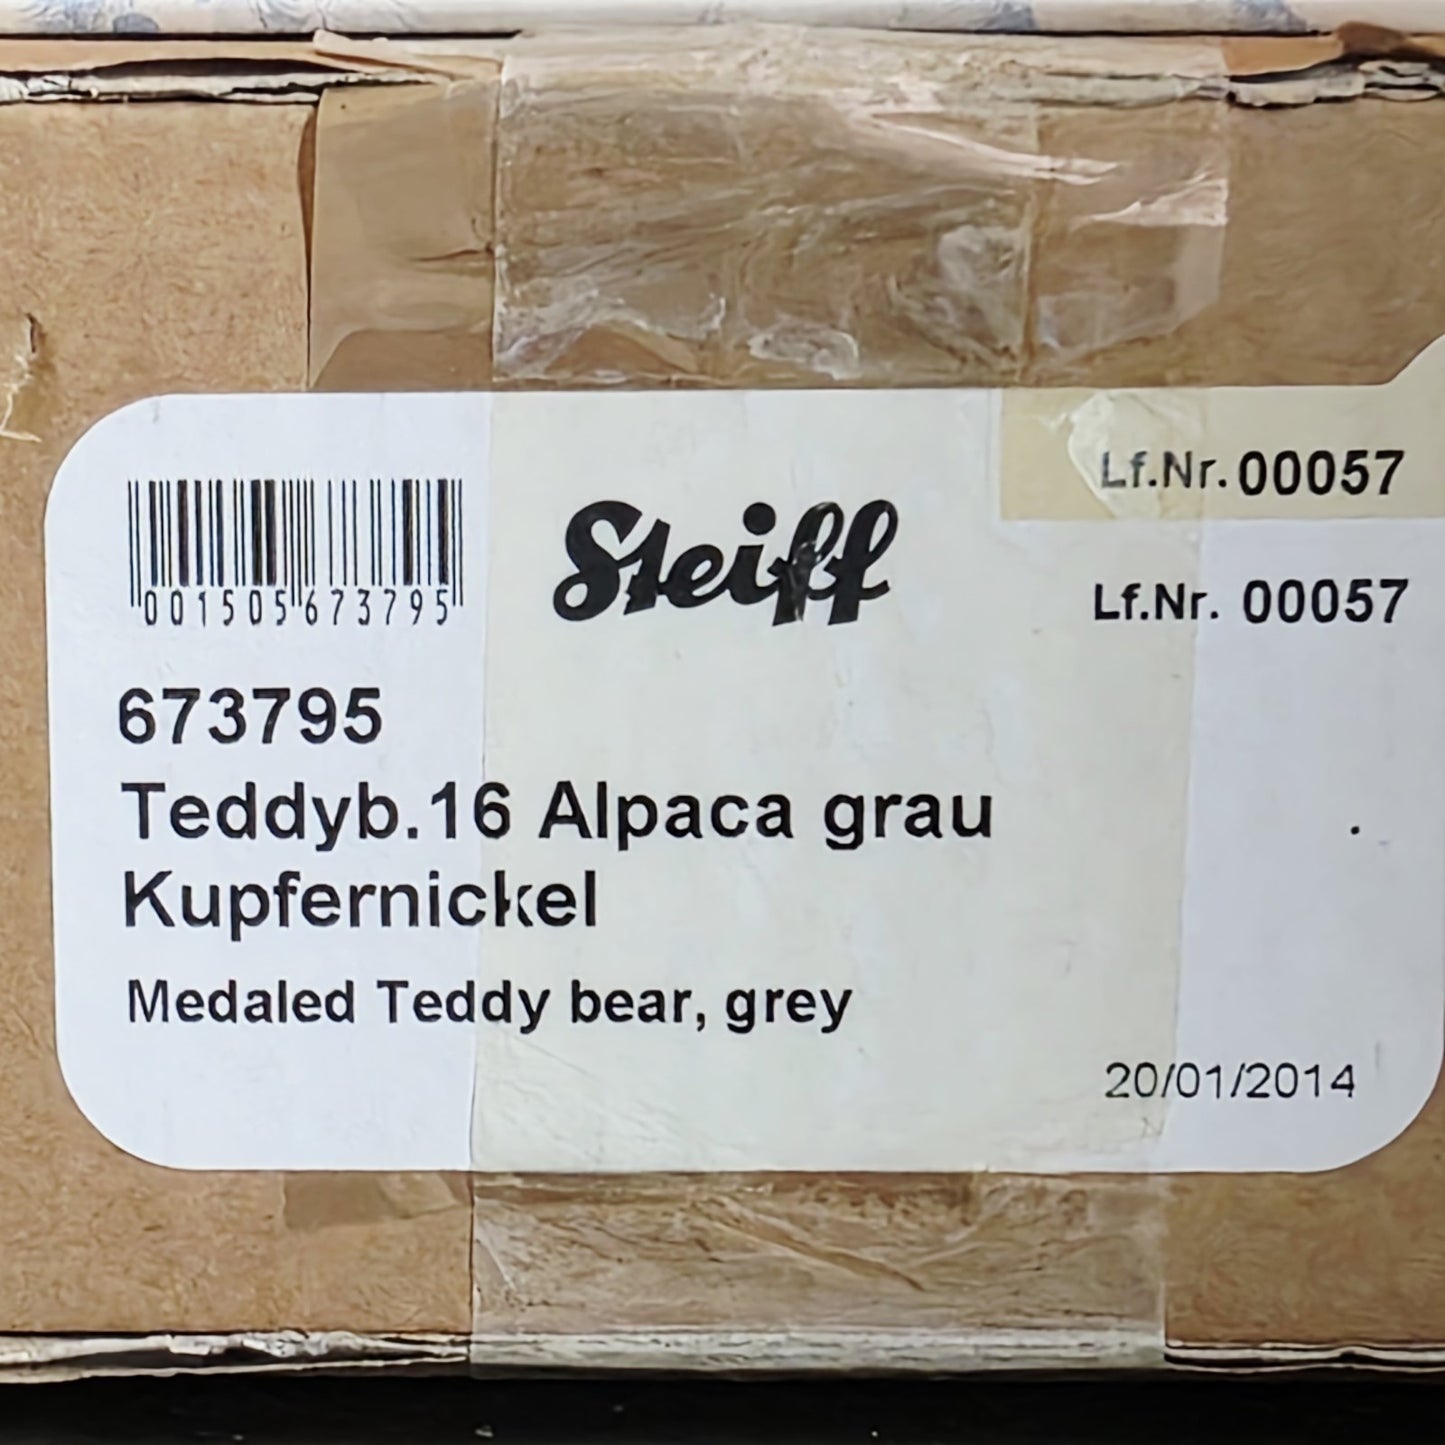 Lf.Nr. 00057
001505673795
Steiff
Lf.Nr. 00057
673795
Teddyb.16 Alpaca grau
Kupfernickel
Medaled Teddy bear, grey
20/01/2014